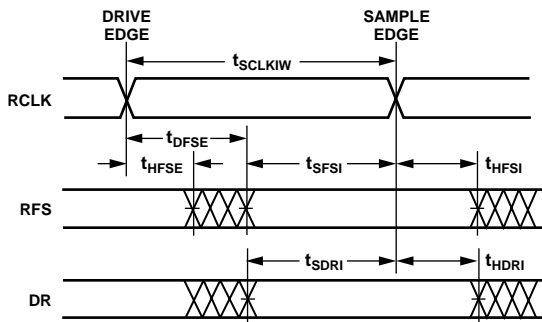 DRIVE
EDGE
SAMPLE
EDGE
tSCLKIW
RCLK
tDFSE
tHFSE
tSFSI
tHFSI
RFS
tSDRI
tHDRI
DR